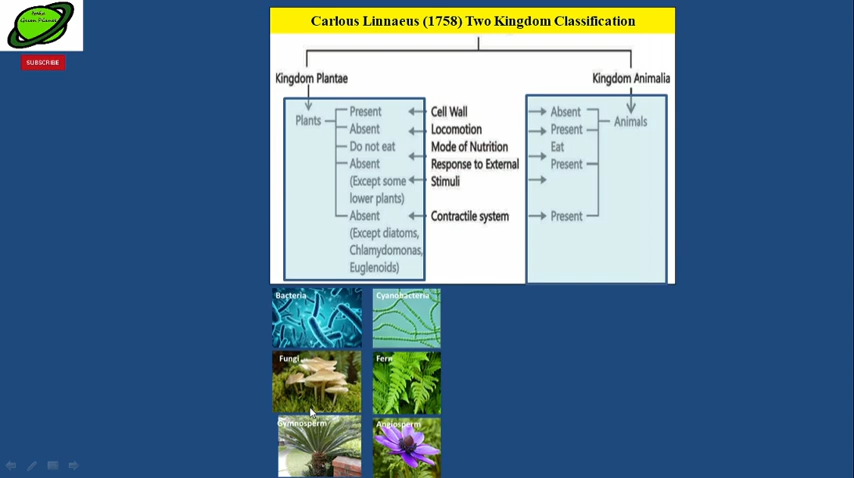 Green Planet
SUBSCRIBE
Carlous Linnaeus (1758) Two Kingdom Classification
Kingdom Plantae
Kingdom Animalia
Plants
Present
Cell Wall
Absent
Animals
Absent
Locomotion
Present
Do not eat
Mode of Nutrition
Eat
Absent
Response to External
Present
(Except some
Stimuli
lower plants)
Absent
Contractile system
Present
(Except diatoms,
Chlamydomonas,
Euglenoids)
Bacteria
Cyanobacteria
Fungi
Fern
Gymnosperm
Angiosperm